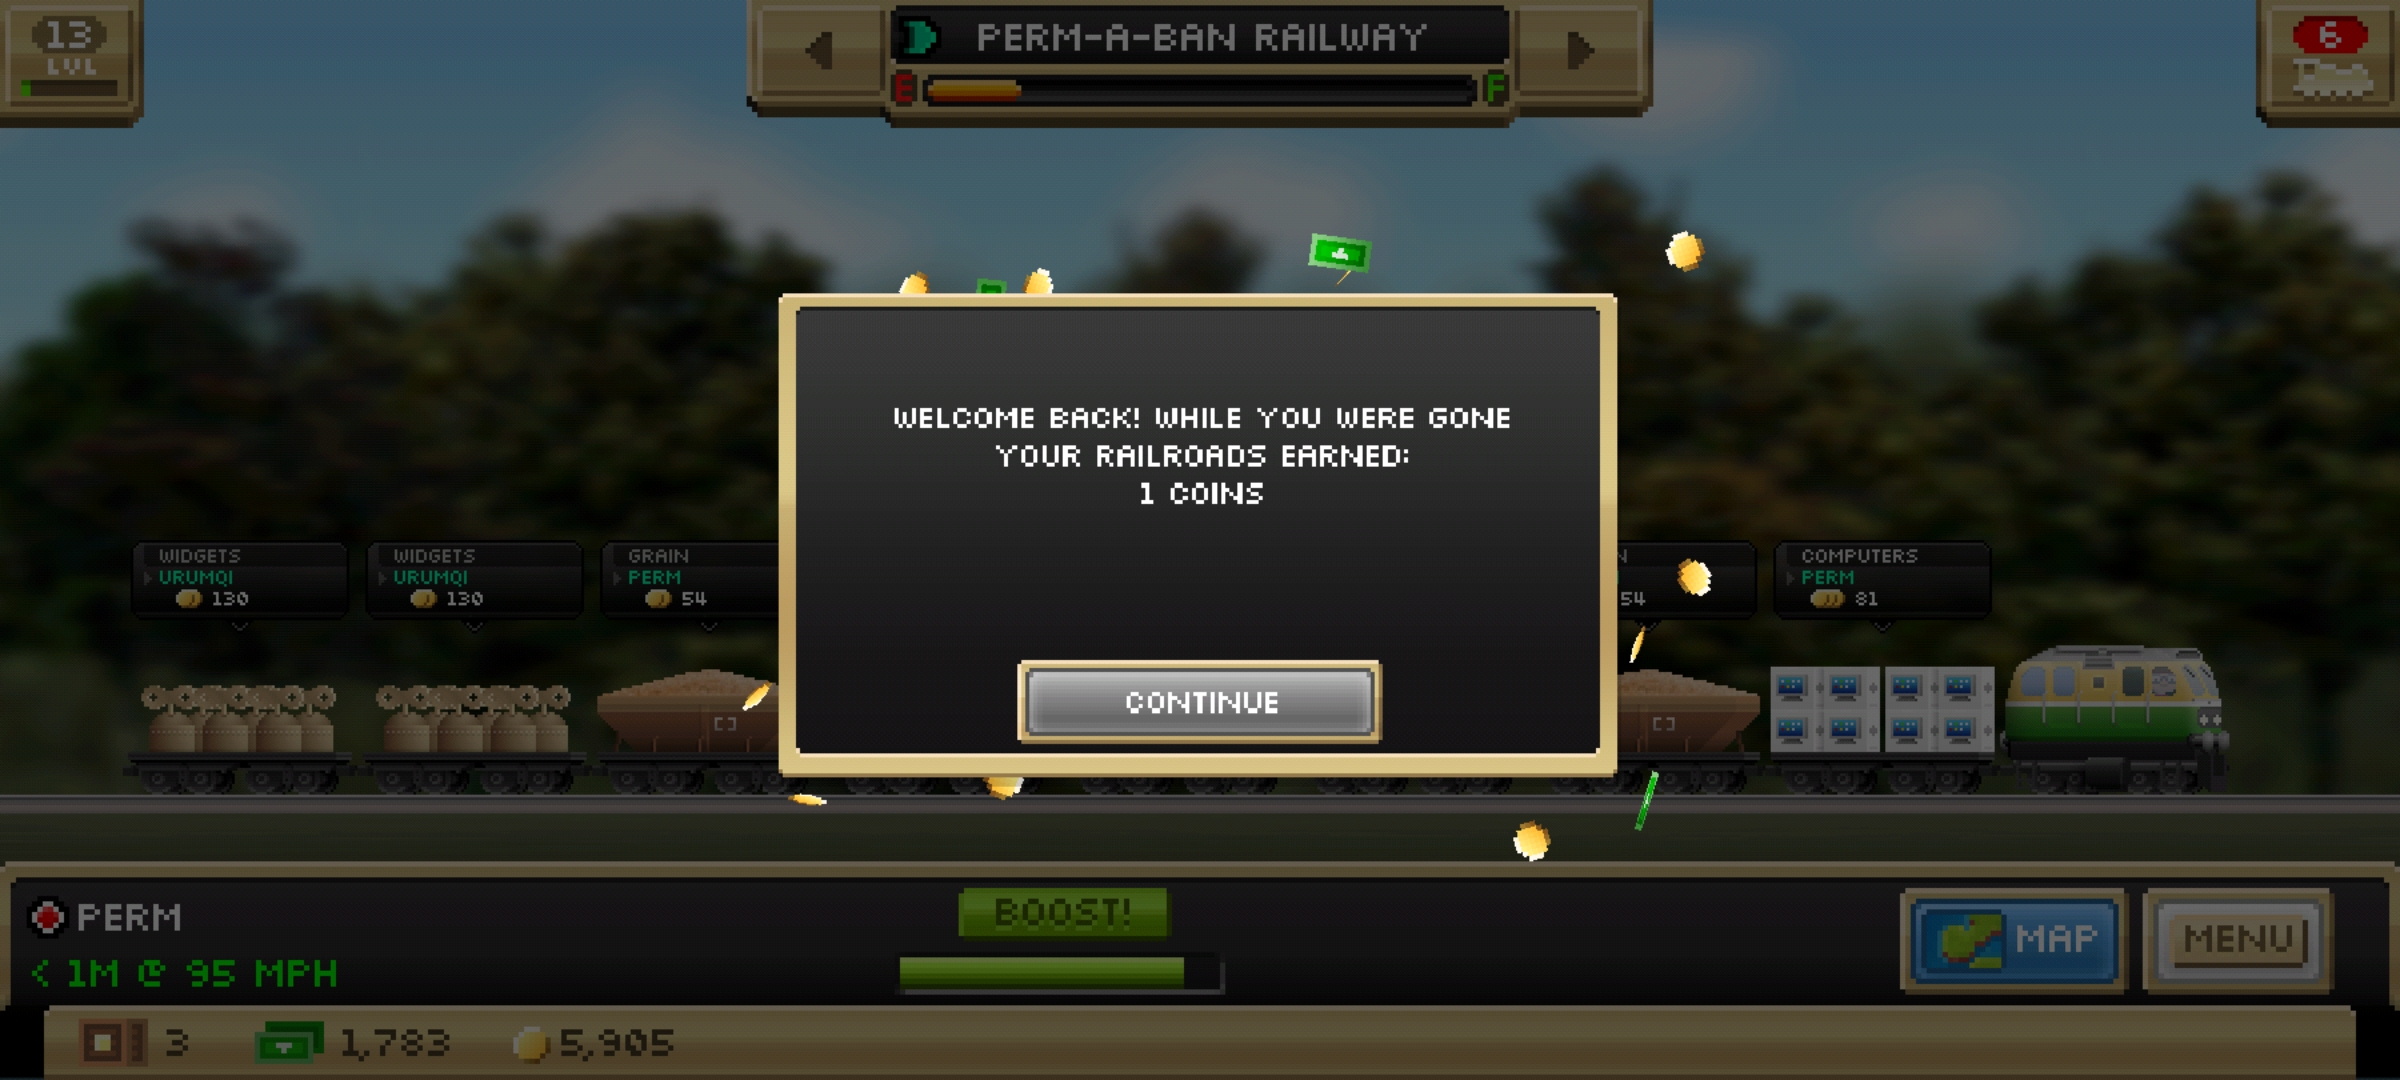 13
LVL
PERM-A-BAN RAILWAY
E F
6
WELCOME BACK! WHILE YOU WERE GONE
YOUR RAILROADS EARNED:
1 COINS
CONTINUE
WIDGETS
URUMQI
130
WIDGETS
URUMQI
130
GRAIN
PERM
54
54
COMPUTERS
PERM
81
PERM
< 1M @ 95 MPH
BOOST!
MAP
MENU
3
1,783
5,905